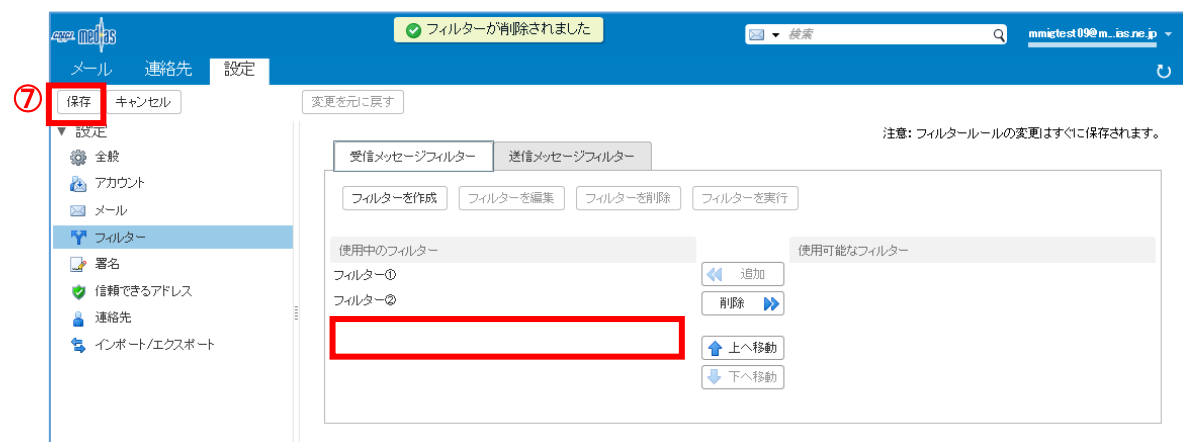 CNCI medias
フィルターが削除されました
検索
mmigtest09@m...ias.ne.jp
メール 連絡先 設定
⑦
保存 キャンセル 変更を元に戻す
設定
注意: フィルタールールの変更はすぐに保存されます。
全般
アカウント
メール
フィルター
署名
信頼できるアドレス
連絡先
インポート/エクスポート
受信メッセージフィルター 送信メッセージフィルター
フィルターを作成 フィルターを編集 フィルターを削除 フィルターを実行
使用中のフィルター 使用可能なフィルター
フィルター①
フィルター②
追加
削除
上へ移動
下へ移動